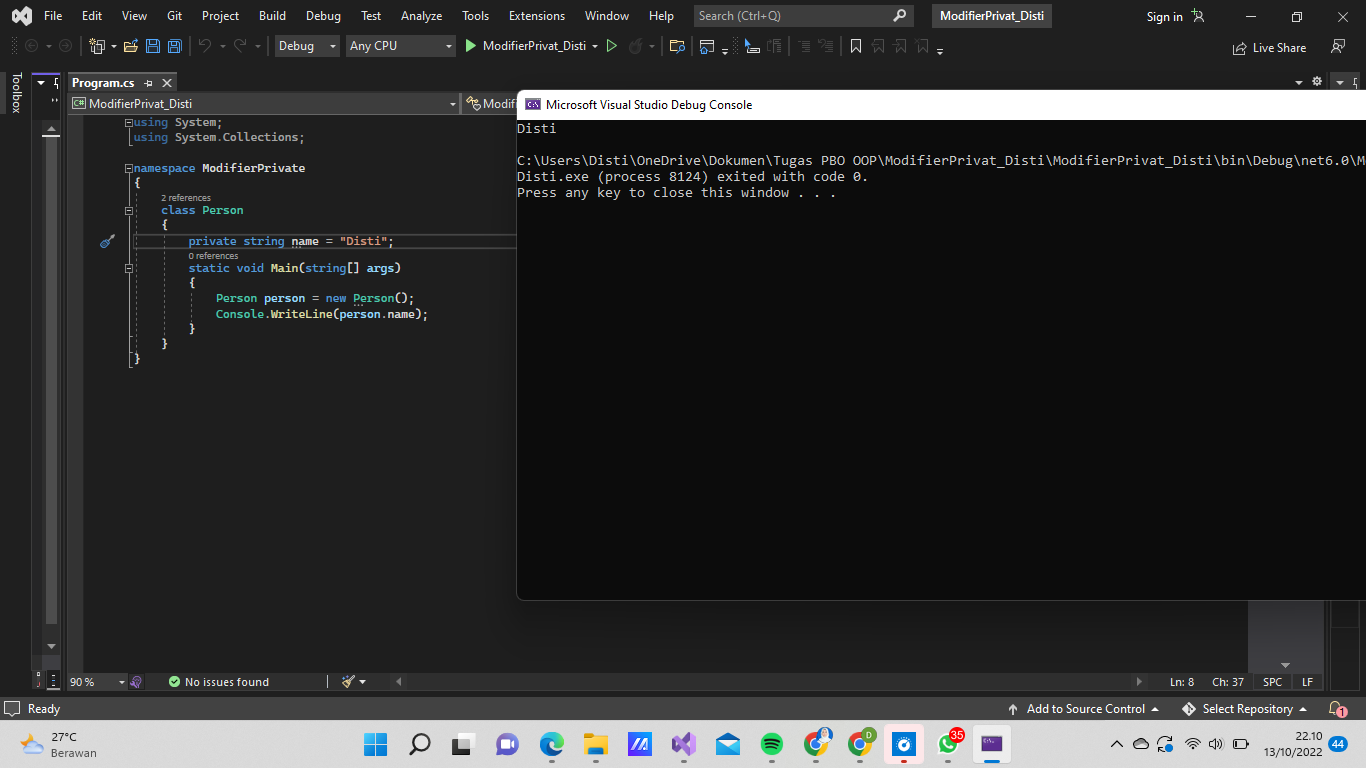 File Edit View Git Project Build Debug Test Analyze Tools Extensions Window Help Search (Ctrl+Q) ModifierPrivat_Disti Sign in
Debug Any CPU ModifierPrivat_Disti Live Share
Toolbox
Program.cs
C# ModifierPrivat_Disti Modif
Microsoft Visual Studio Debug Console
using System;
using System.Collections;
namespace ModifierPrivate
{
2 references
class Person
{
private string name = "Disti";
0 references
static void Main(string[] args)
{
Person person = new Person();
Console.WriteLine(person.name);
}
}
}
Disti
C:\Users\Disti\OneDrive\Dokumen\Tugas PBO OOP\ModifierPrivat_Disti\ModifierPrivat_Disti\bin\Debug\net6.0\M
Disti.exe (process 8124) exited with code 0.
Press any key to close this window . . .
90 % No issues found Ln: 8 Ch: 37 SPC LF
Ready Add to Source Control Select Repository 1
27°C
Berawan
D
35
22.10
13/10/2022
44